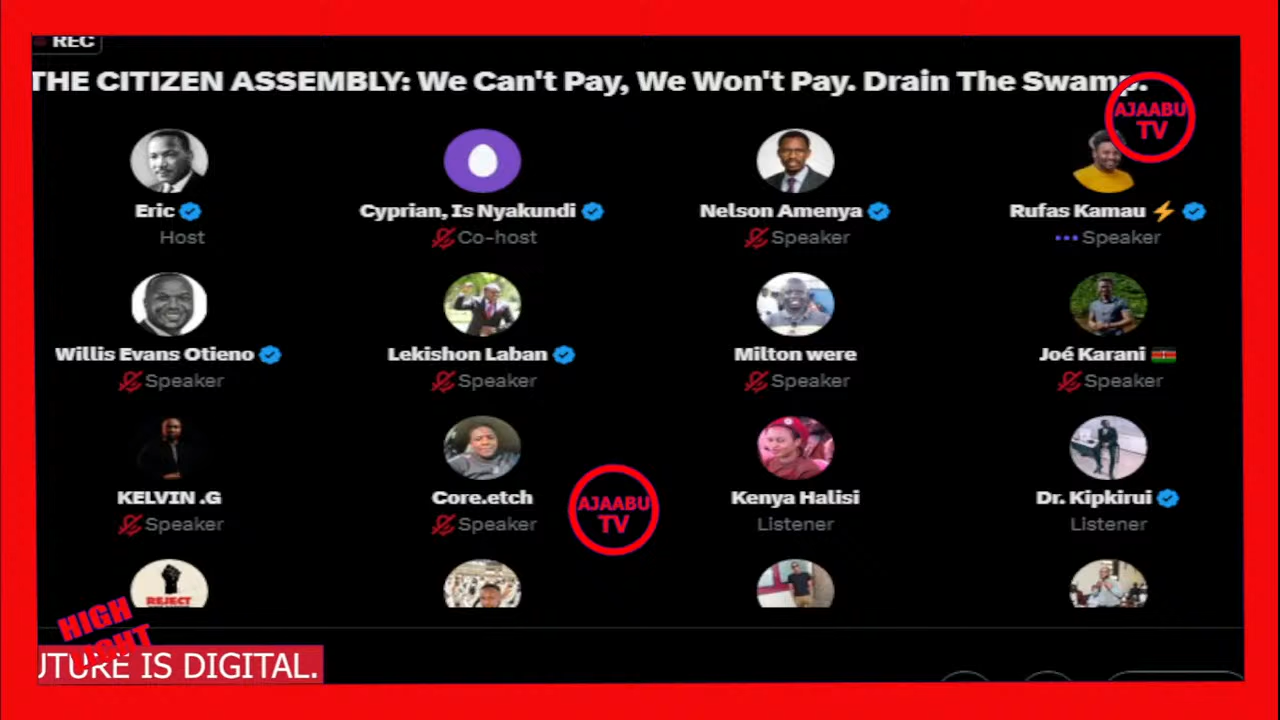 REC
THE CITIZEN ASSEMBLY: We Can't Pay, We Won't Pay. Drain The Swamp.
AJAABU
TV
Eric
Host
Cyprian, Is Nyakundi
Co-host
Nelson Amenya
Speaker
Rufas Kamau
Speaker
Willis Evans Otieno
Speaker
Lekishon Laban
Speaker
Milton were
Speaker
Joé Karani
Speaker
KELVIN .G
Speaker
Core.etch
Speaker
AJAABU
TV
Kenya Halisi
Listener
Dr. Kipkirui
Listener
REJECT
HIGH
UTURE IS DIGITAL.